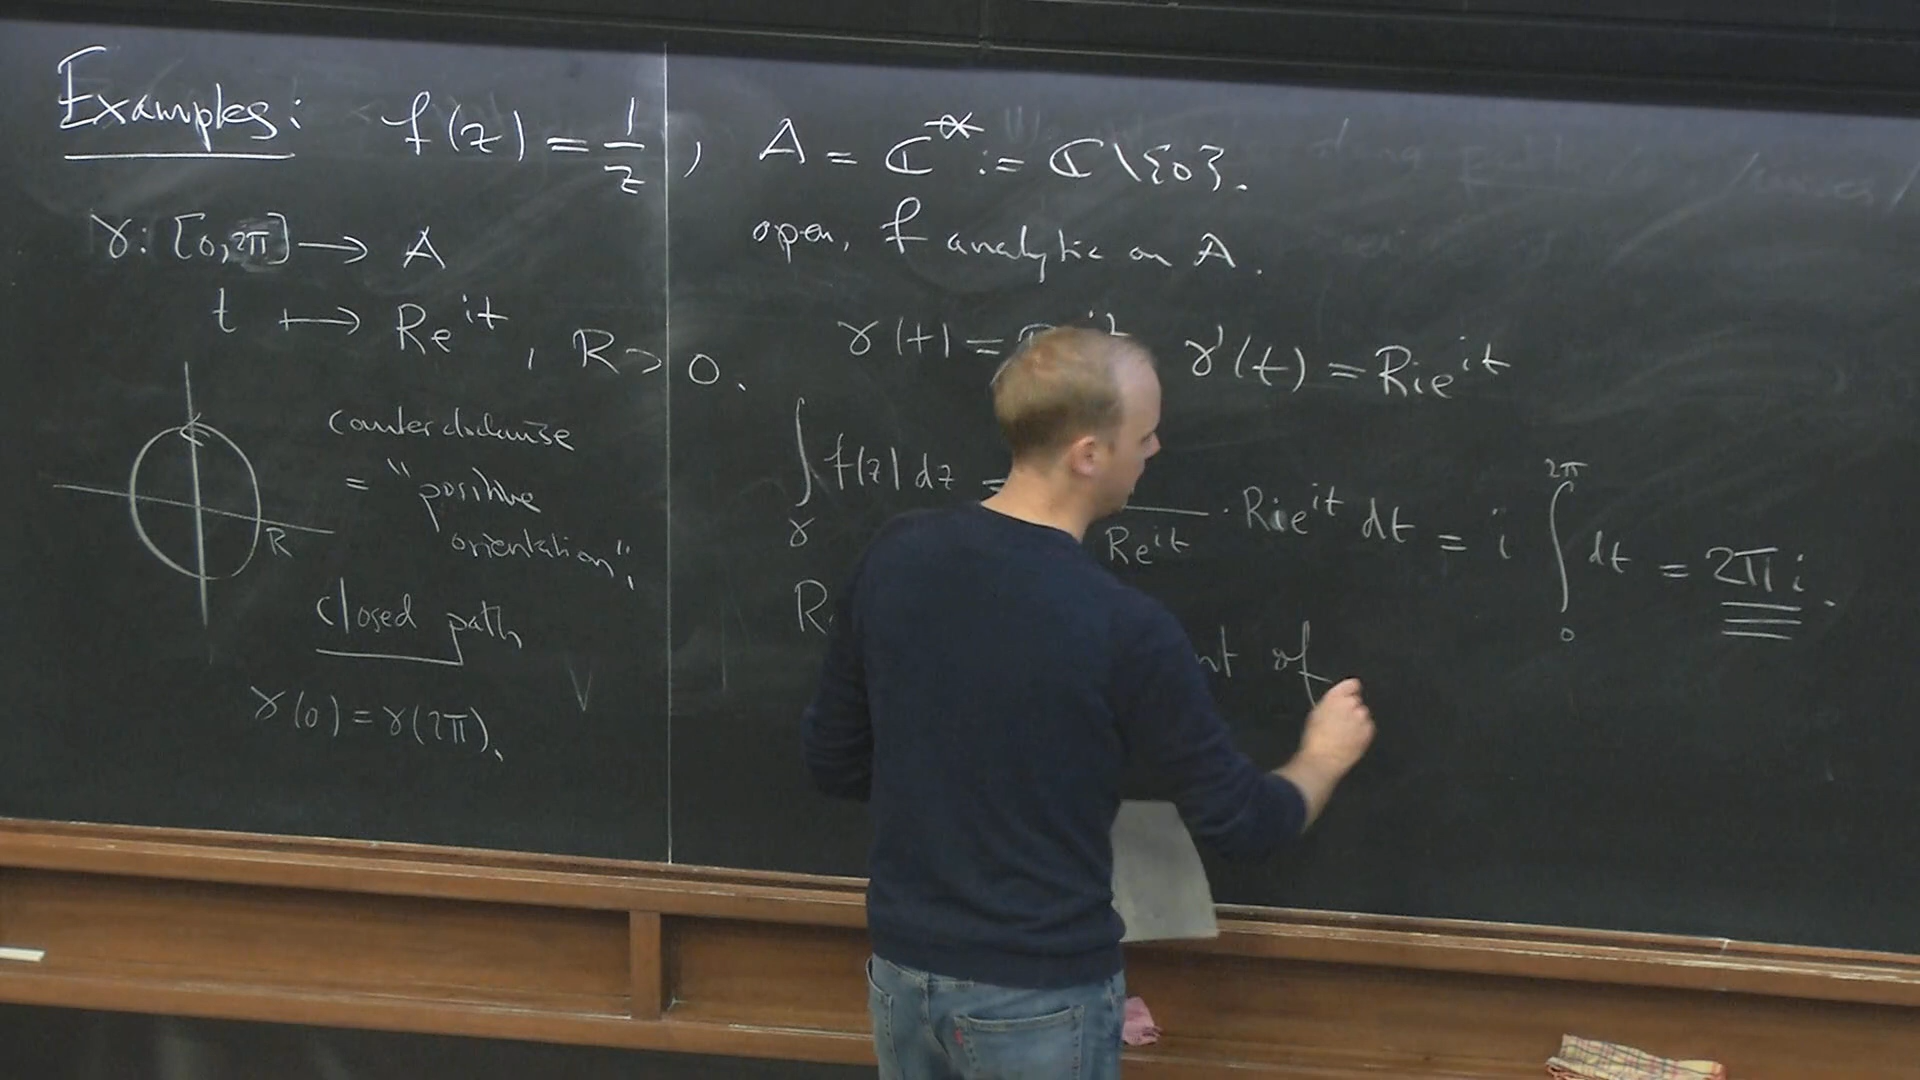 Examples: f(z) = 1/z , A = ℂ* := ℂ\{0}.
γ: [0,2π] → A
t ↦ Re^{it} , R > 0.
counterclockwise
= "positive
orientation".
R
closed path
γ(0) = γ(2π).
open, f analytic on A.
γ(t) = γ'(t) = Rie^{it}
∫_γ f(z) dz = Re^{it} · Rie^{it} dt = i ∫_0^{2π} dt = 2πi.
of